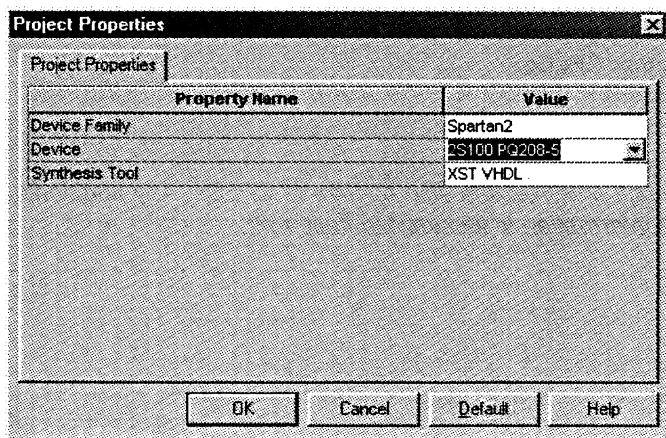 Project Properties
Project Properties
Property Name Value
Device Family Spartan2
Device 2S100 PQ208-5
Synthesis Tool XST VHDL
OK Cancel Default Help